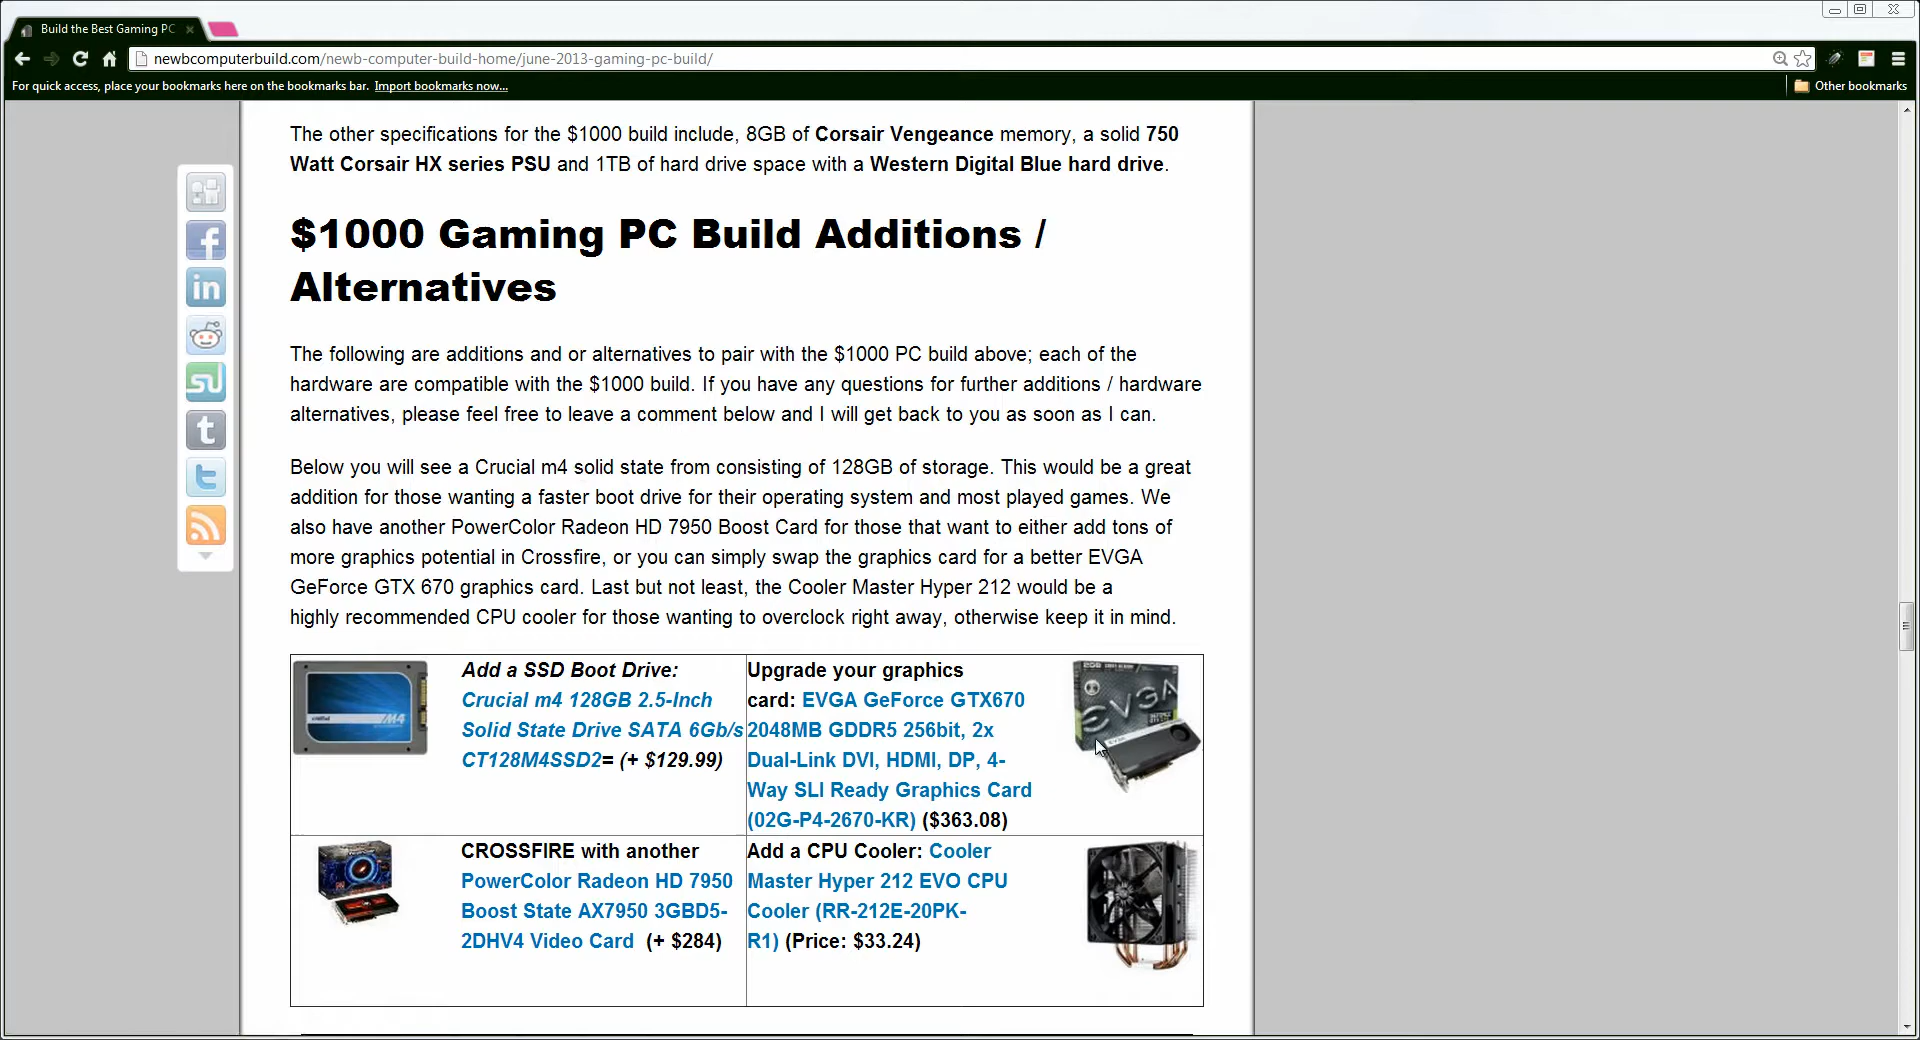 Build the Best Gaming PC
newbcomputerbuild.com/newb-computer-build-home/june-2013-gaming-pc-build/
For quick access, place your bookmarks here on the bookmarks bar. Import bookmarks now...
Other bookmarks
The other specifications for the $1000 build include, 8GB of Corsair Vengeance memory, a solid 750
Watt Corsair HX series PSU and 1TB of hard drive space with a Western Digital Blue hard drive.
$1000 Gaming PC Build Additions /
Alternatives
The following are additions and or alternatives to pair with the $1000 PC build above; each of the
hardware are compatible with the $1000 build. If you have any questions for further additions / hardware
alternatives, please feel free to leave a comment below and I will get back to you as soon as I can.
Below you will see a Crucial m4 solid state from consisting of 128GB of storage. This would be a great
addition for those wanting a faster boot drive for their operating system and most played games. We
also have another PowerColor Radeon HD 7950 Boost Card for those that want to either add tons of
more graphics potential in Crossfire, or you can simply swap the graphics card for a better EVGA
GeForce GTX 670 graphics card. Last but not least, the Cooler Master Hyper 212 would be a
highly recommended CPU cooler for those wanting to overclock right away, otherwise keep it in mind.
Add a SSD Boot Drive:
Crucial m4 128GB 2.5-Inch
Solid State Drive SATA 6Gb/s
CT128M4SSD2= (+ $129.99)
Upgrade your graphics
card: EVGA GeForce GTX670
2048MB GDDR5 256bit, 2x
Dual-Link DVI, HDMI, DP, 4-
Way SLI Ready Graphics Card
(02G-P4-2670-KR) ($363.08)
EVGA
CROSSFIRE with another
PowerColor Radeon HD 7950
Boost State AX7950 3GBD5-
2DHV4 Video Card (+ $284)
Add a CPU Cooler: Cooler
Master Hyper 212 EVO CPU
Cooler (RR-212E-20PK-
R1) (Price: $33.24)